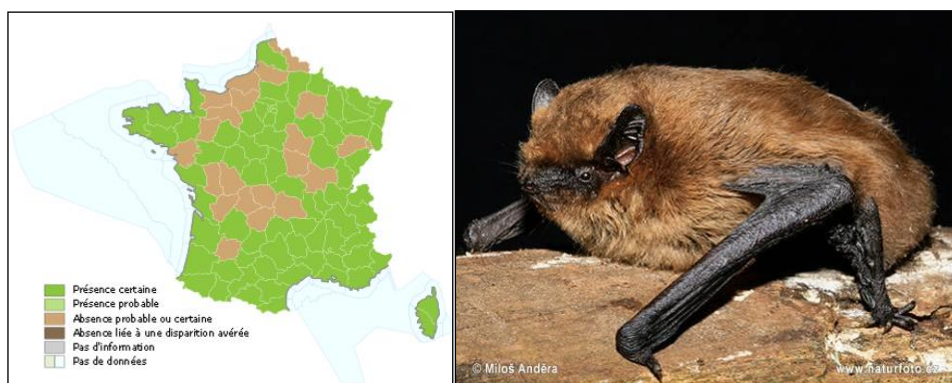 Présence certaine
Présence probable
Absence probable ou certaine
Absence liée à une disparition avérée
Pas d'information
Pas de données
© Miloš Anděra
www.naturfoto.cz